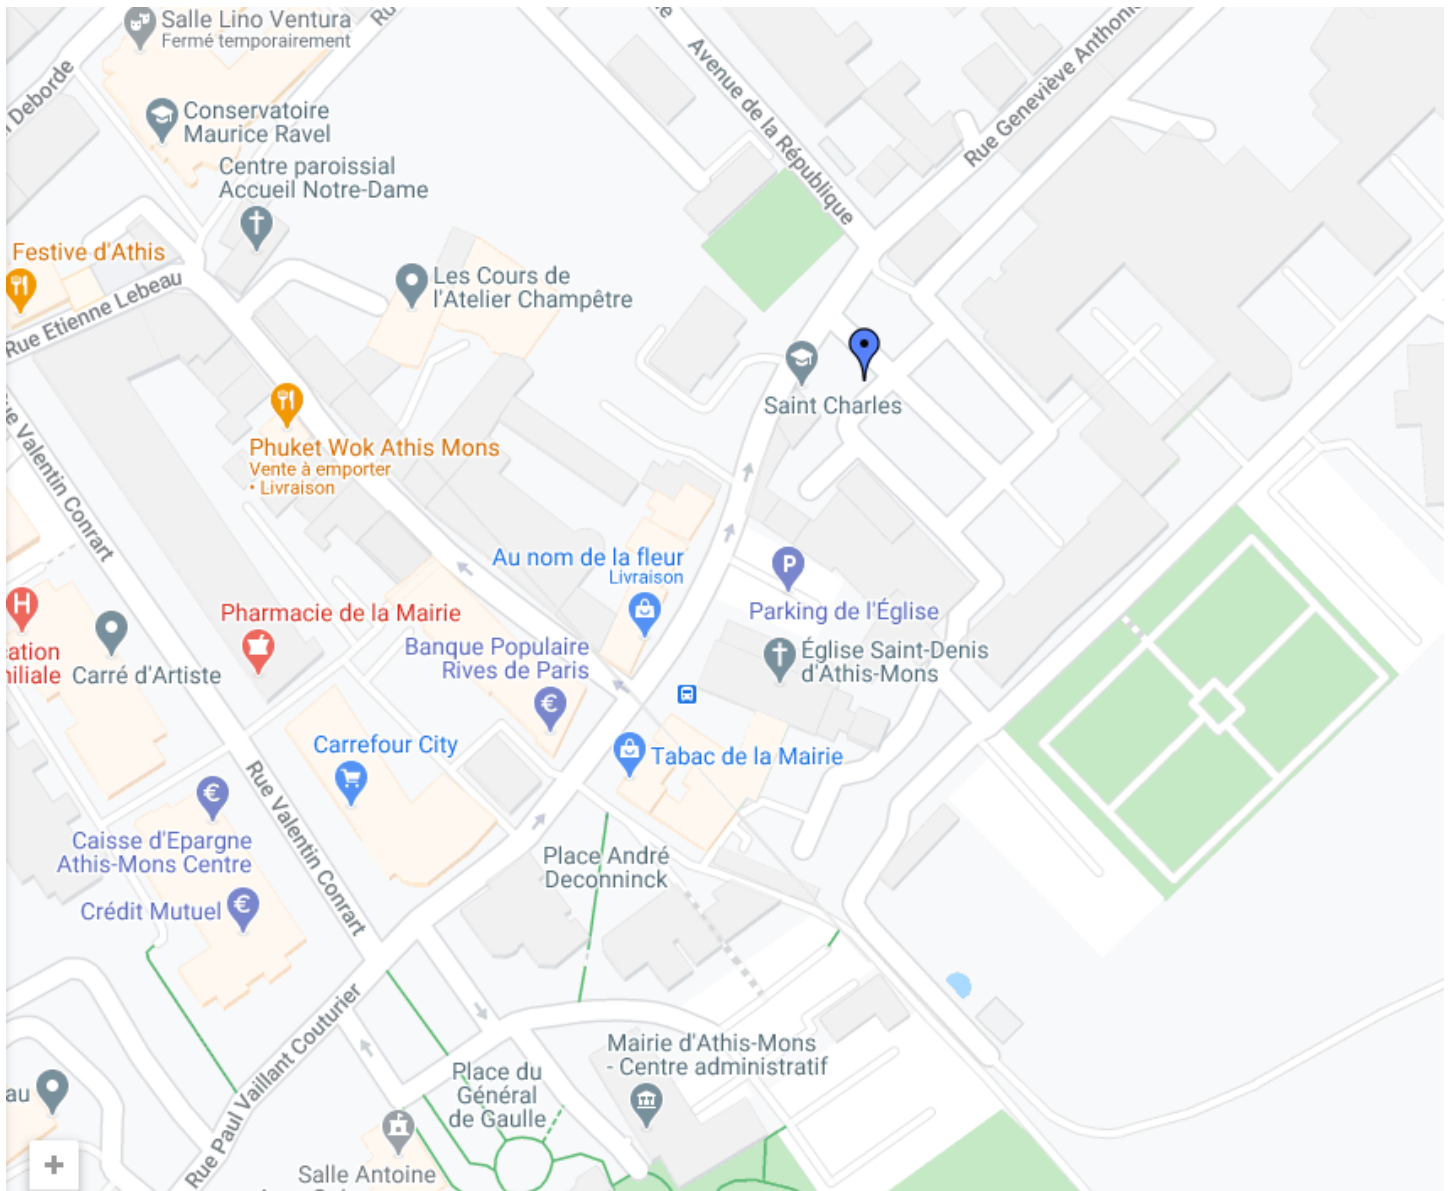 Salle Lino Ventura
Fermé temporairement
Deborde
Conservatoire
Maurice Ravel
Centre paroissial
Accueil Notre-Dame
Avenue de la République
Rue Geneviève Anthonio
Festive d'Athis
Rue Etienne Lebeau
Les Cours de
l'Atelier Champêtre
Saint Charles
Phuket Wok Athis Mons
Vente à emporter
• Livraison
ue Valentin Conrart
Au nom de la fleur
Livraison
P
Parking de l'Église
H
Pharmacie de la Mairie
cation
niliale
Carré d'Artiste
Banque Populaire
Rives de Paris
€
Église Saint-Denis
d'Athis-Mons
Carrefour City
Tabac de la Mairie
€
Caisse d'Epargne
Athis-Mons Centre
Rue Valentin Conrart
Place André
Deconninck
Crédit Mutuel
€
Rue Paul Vaillant Couturier
Mairie d'Athis-Mons
- Centre administratif
Place du
Général
de Gaulle
au
+
Salle Antoine